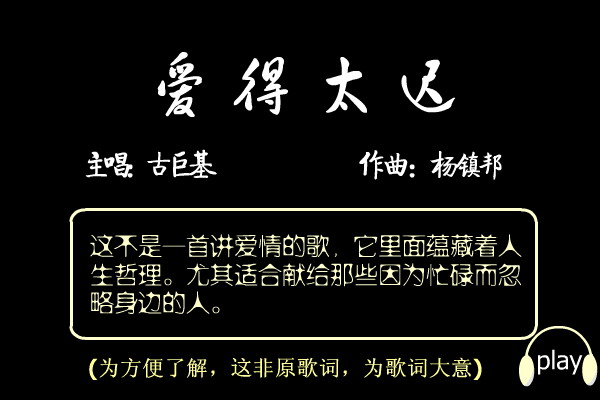 爱得太迟
主唱：古巨基 作曲：杨镇邦
这不是一首讲爱情的歌，它里面蕴藏着人
生哲理。尤其适合献给那些因为忙碌而忽
略身边的人。
(为方便了解，这非原歌词，为歌词大意)
play